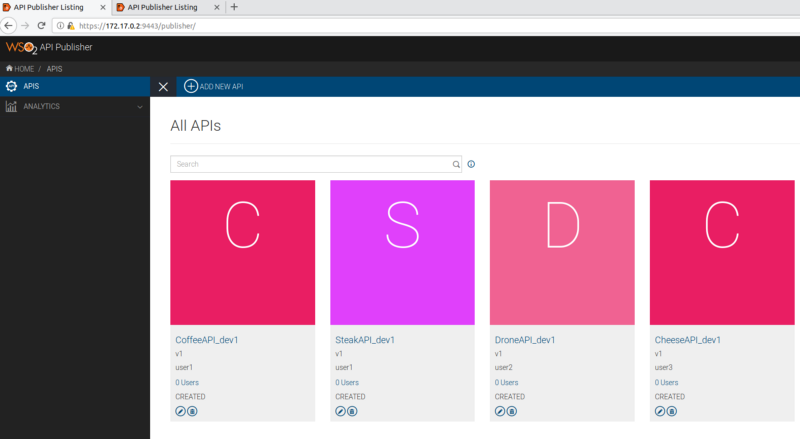 API Publisher Listing
API Publisher Listing
https://172.17.0.2:9443/publisher/
WSO2 API Publisher
HOME / APIS
APIS
ADD NEW API
ANALYTICS
All APIs
Search
C
S
D
C
CoffeeAPI_dev1
v1
user1
0 Users
CREATED
SteakAPI_dev1
v1
user1
0 Users
CREATED
DroneAPI_dev1
v1
user2
0 Users
CREATED
CheeseAPI_dev1
v1
user3
0 Users
CREATED